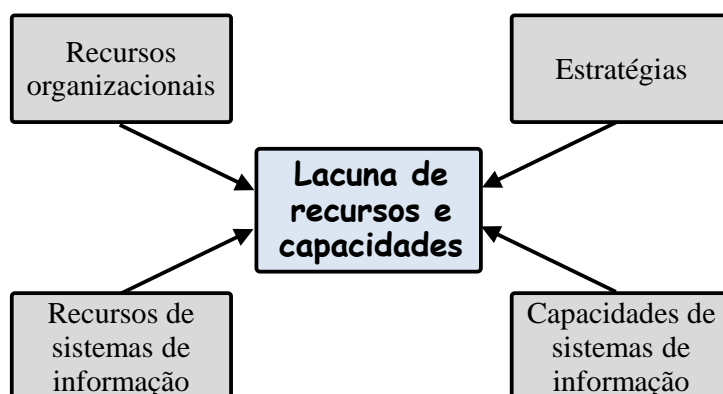 Recursos
organizacionais
Estratégias
Lacuna de
recursos e
capacidades
Recursos de
sistemas de
informação
Capacidades de
sistemas de
informação